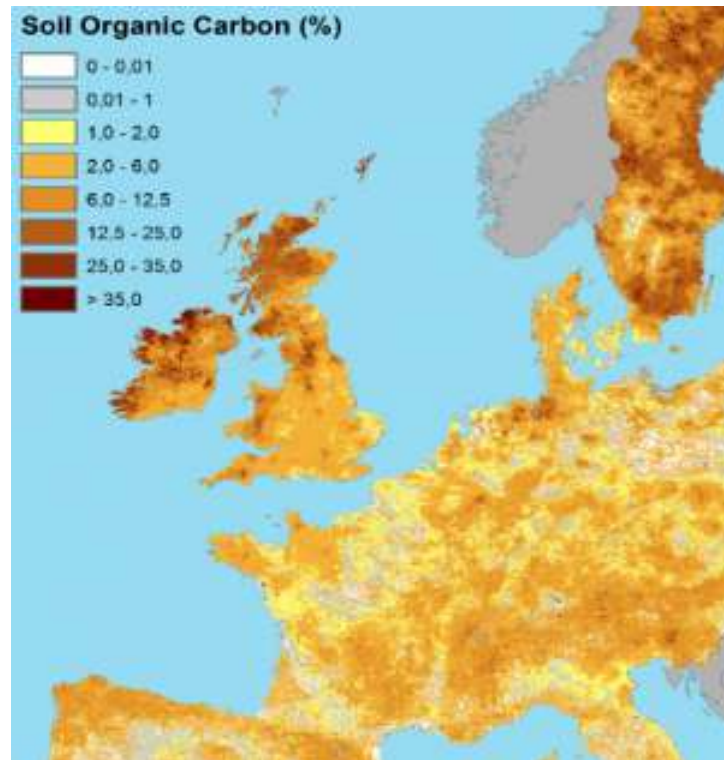 Soil Organic Carbon (%)
0 - 0,01
0,01 - 1
1,0 - 2,0
2,0 - 6,0
6,0 - 12,5
12,5 - 25,0
25,0 - 35,0
> 35,0